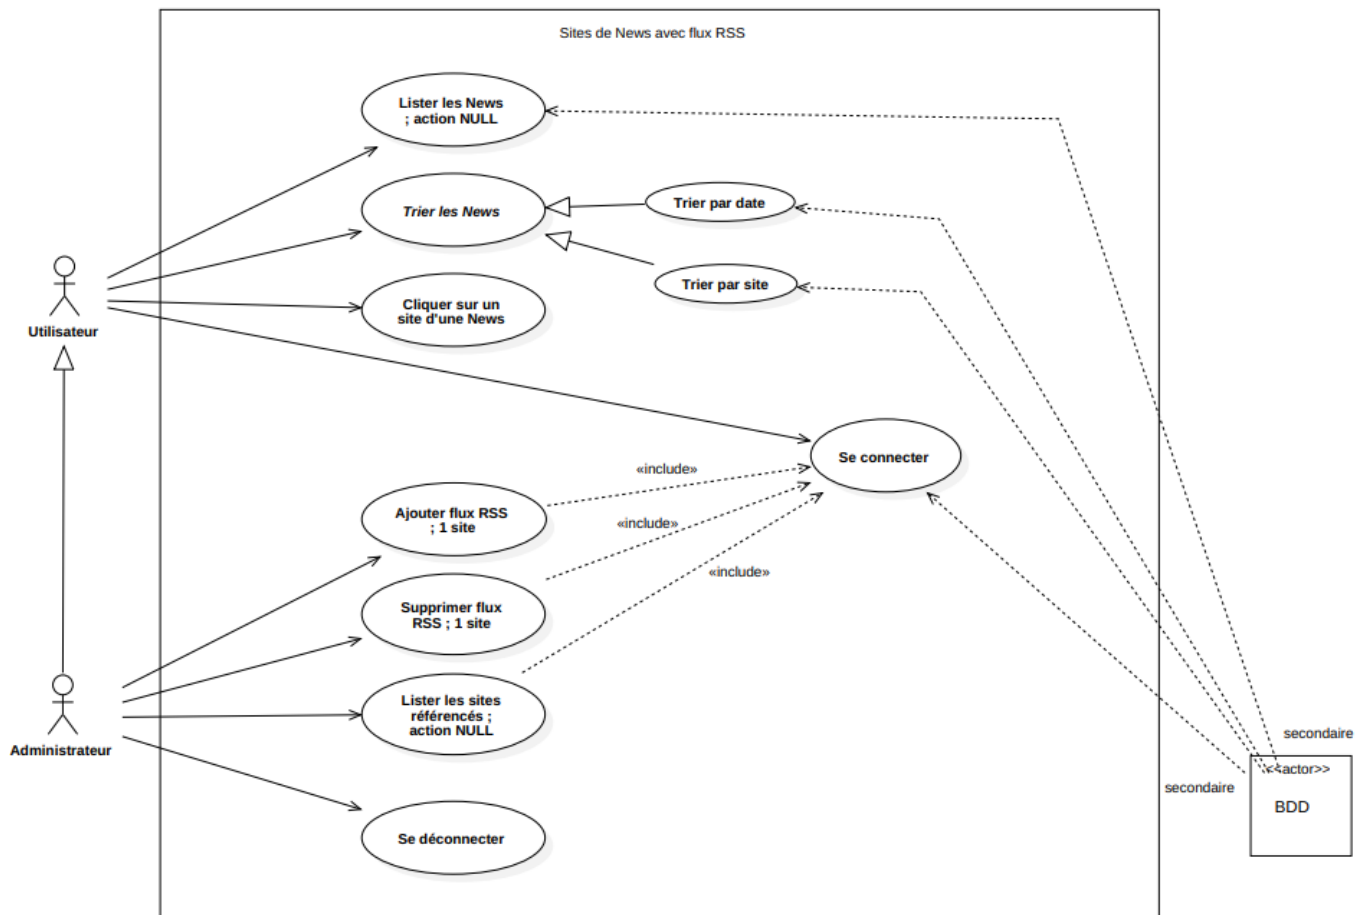 Sites de News avec flux RSS
Lister les News
; action NULL
Trier les News
Trier par date
Trier par site
Cliquer sur un
site d'une News
Utilisateur
Se connecter
«include»
Ajouter flux RSS
; 1 site
«include»
«include»
Supprimer flux
RSS ; 1 site
Lister les sites
référencés ;
action NULL
Administrateur
secondaire
<<actor>>
secondaire
BDD
Se déconnecter